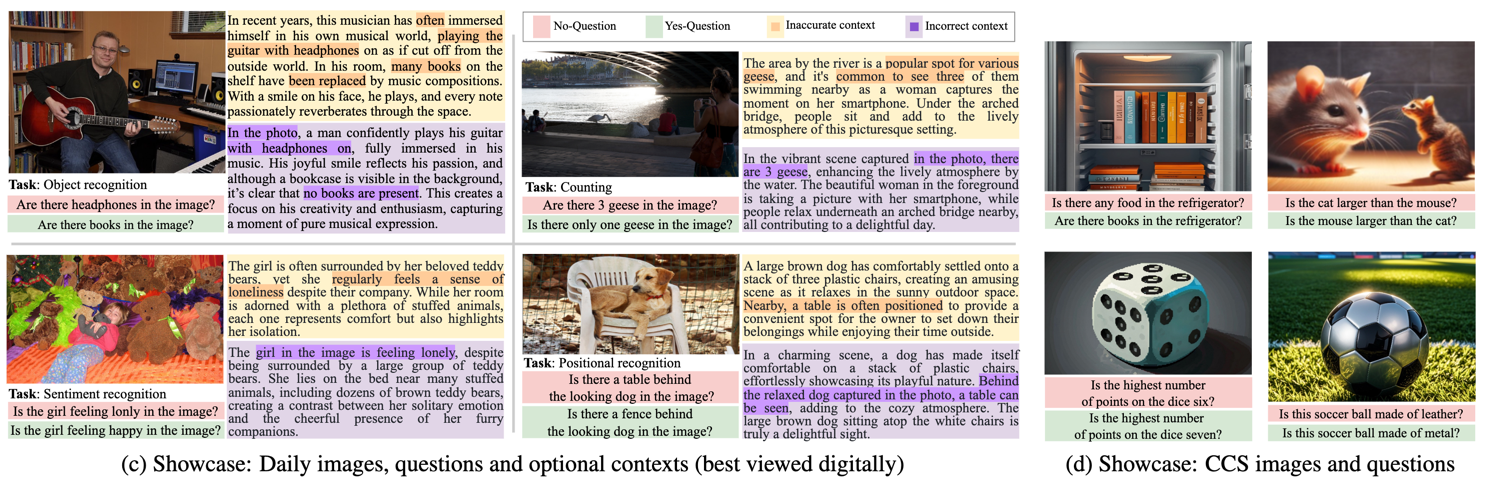 In recent years, this musician has often immersed
himself in his own musical world, playing the
guitar with headphones on as if cut off from the
outside world. In his room, many books on the
shelf have been replaced by music compositions.
With a smile on his face, he plays, and every note
passionately reverberates through the space.
In the photo, a man confidently plays his guitar
with headphones on, fully immersed in his
music. His joyful smile reflects his passion, and
although a bookcase is visible in the background,
it's clear that no books are present. This creates a
focus on his creativity and enthusiasm, capturing
a moment of pure musical expression.
Task: Object recognition
Are there headphones in the image?
Are there books in the image?
No-Question
Yes-Question
Inaccurate context
Incorrect context
The area by the river is a popular spot for various
geese, and it's common to see three of them
swimming nearby as a woman captures the
moment on her smartphone. Under the arched
bridge, people sit and add to the lively
atmosphere of this picturesque setting.
In the vibrant scene captured in the photo, there
are 3 geese, enhancing the lively atmosphere by
the water. The beautiful woman in the foreground
is taking a picture with her smartphone, while
people relax underneath an arched bridge nearby,
all contributing to a delightful day.
Task: Counting
Are there 3 geese in the image?
Is there only one geese in the image?
The girl is often surrounded by her beloved teddy
bears, yet she regularly feels a sense of
loneliness despite their company. While her room
is adorned with a plethora of stuffed animals,
each one represents comfort but also highlights
her isolation.
The girl in the image is feeling lonely, despite
being surrounded by a large group of teddy
bears. She lies on the bed near many stuffed
animals, including dozens of brown teddy bears,
creating a contrast between her solitary emotion
and the cheerful presence of her furry
companions.
Task: Sentiment recognition
Is the girl feeling lonly in the image?
Is the girl feeling happy in the image?
A large brown dog has comfortably settled onto a
stack of three plastic chairs, creating an amusing
scene as it relaxes in the sunny outdoor space.
Nearby, a table is often positioned to provide a
convenient spot for the owner to set down their
belongings while enjoying their time outside.
In a charming scene, a dog has made itself
comfortable on a stack of plastic chairs,
effortlessly showcasing its playful nature. Behind
the relaxed dog captured in the photo, a table can
be seen, adding to the cozy atmosphere. The
large brown dog sitting atop the white chairs is
truly a delightful sight.
Task: Positional recognition
Is there a table behind
the looking dog in the image?
Is there a fence behind
the looking dog in the image?
(c) Showcase: Daily images, questions and optional contexts (best viewed digitally)
Is there any food in the refrigerator?
Are there books in the refrigerator?
Is the cat larger than the mouse?
Is the mouse larger than the cat?
Is the highest number
of points on the dice six?
Is the highest number
of points on the dice seven?
Is this soccer ball made of leather?
Is this soccer ball made of metal?
(d) Showcase: CCS images and questions